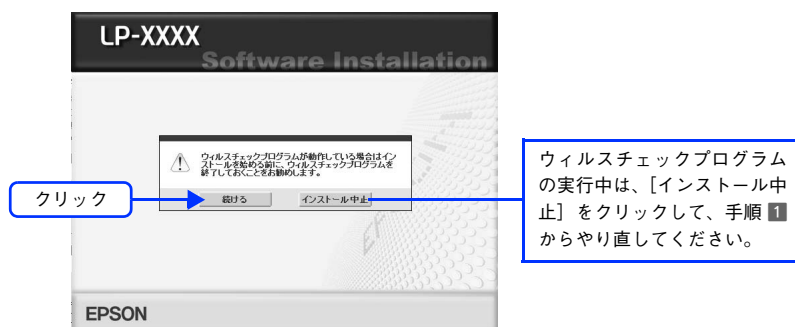 LP-XXXX
Software Installation
ウィルスチェックプログラムが動作している場合はイン
ストールを始める前に、ウィルスチェックプログラムを
終了しておくことをお勧めします。
続ける
インストール中止
クリック
ウィルスチェックプログラム
の実行中は、［インストール中
止］をクリックして、手順 1
からやり直してください。
EPSON